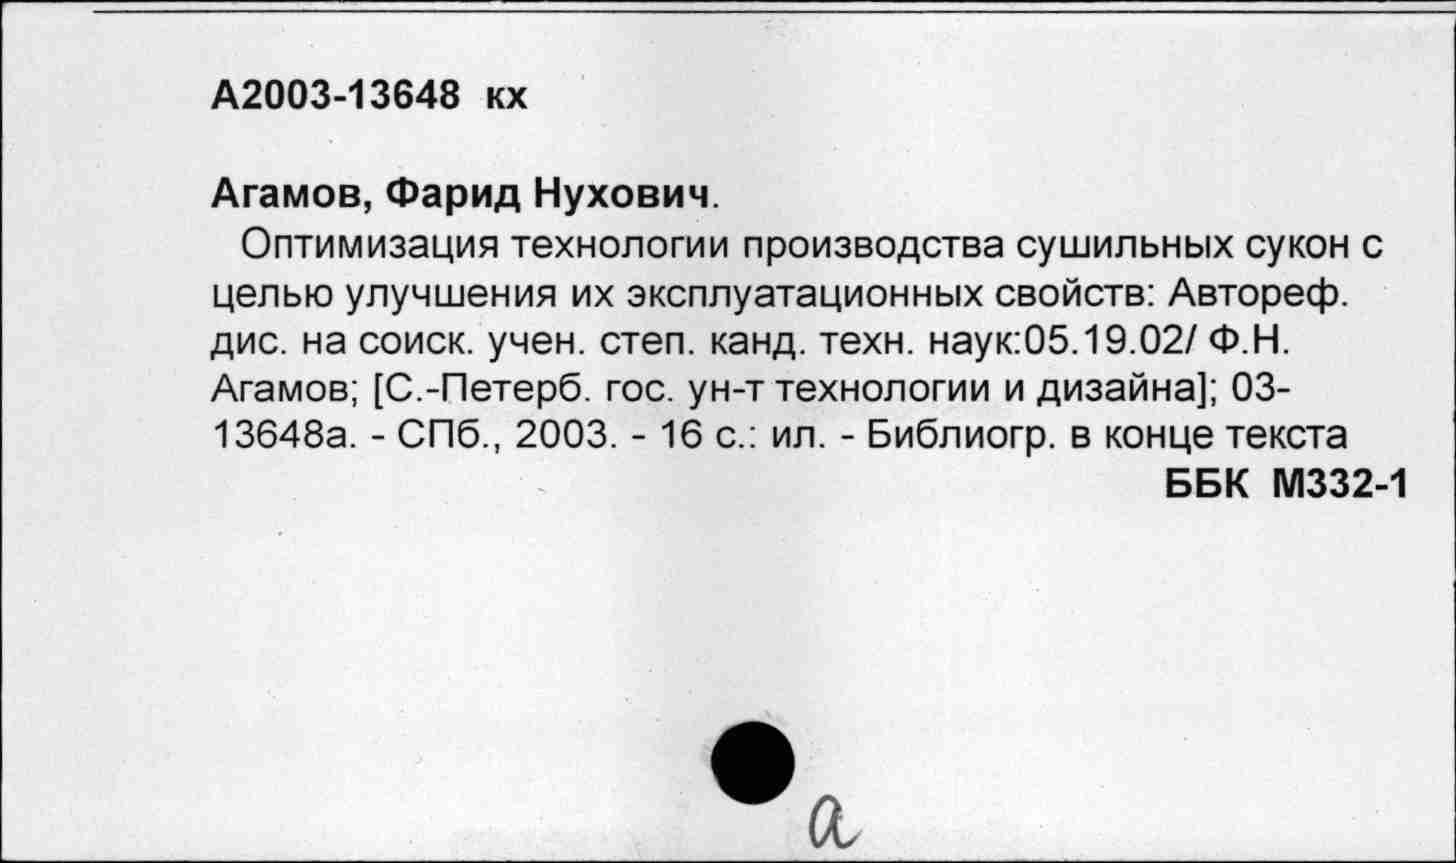 А2003-13648 кх
Агамов, Фарид Нухович.
Оптимизация технологии производства сушильных сукон с
целью улучшения их эксплуатационных свойств: Автореф.
дис. на соиск. учен. степ. канд. техн. наук:05.19.02/ Ф.Н.
Агамов; [С.-Петерб. гос. ун-т технологии и дизайна]; 03-
13648а. - СПб., 2003. - 16 с.: ил. - Библиогр. в конце текста
ББК М332-1
а